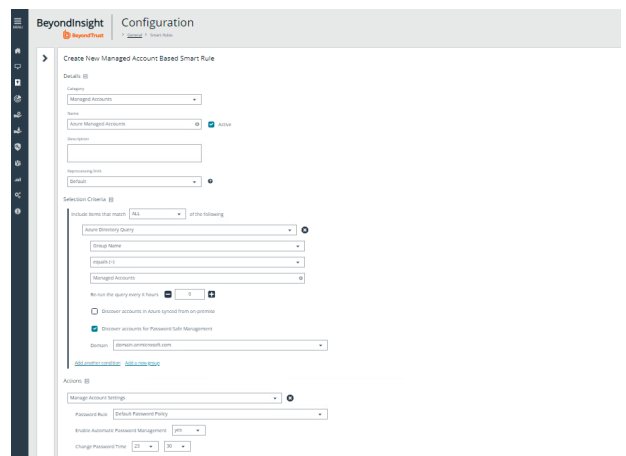 MENU
BeyondInsight
BeyondTrust
Configuration
General > Smart Rules
Create New Managed Account Based Smart Rule
Details
Category
Managed Accounts
Name
Azure Managed Accounts
Active
Description
Reprocessing limit
Default
Selection Criteria
Include items that match ALL of the following
Azure Directory Query
Group Name
equals (=)
Managed Accounts
Re-run the query every X hours 0
Discover accounts in Azure synced from on premise
Discover accounts for Password Safe Management
Domain domain.onmicrosoft.com
Add another condition Add a new group
Actions
Manage Account Settings
Password Rule Default Password Policy
Enable Automatic Password Management yes
Change Password Time 23 30